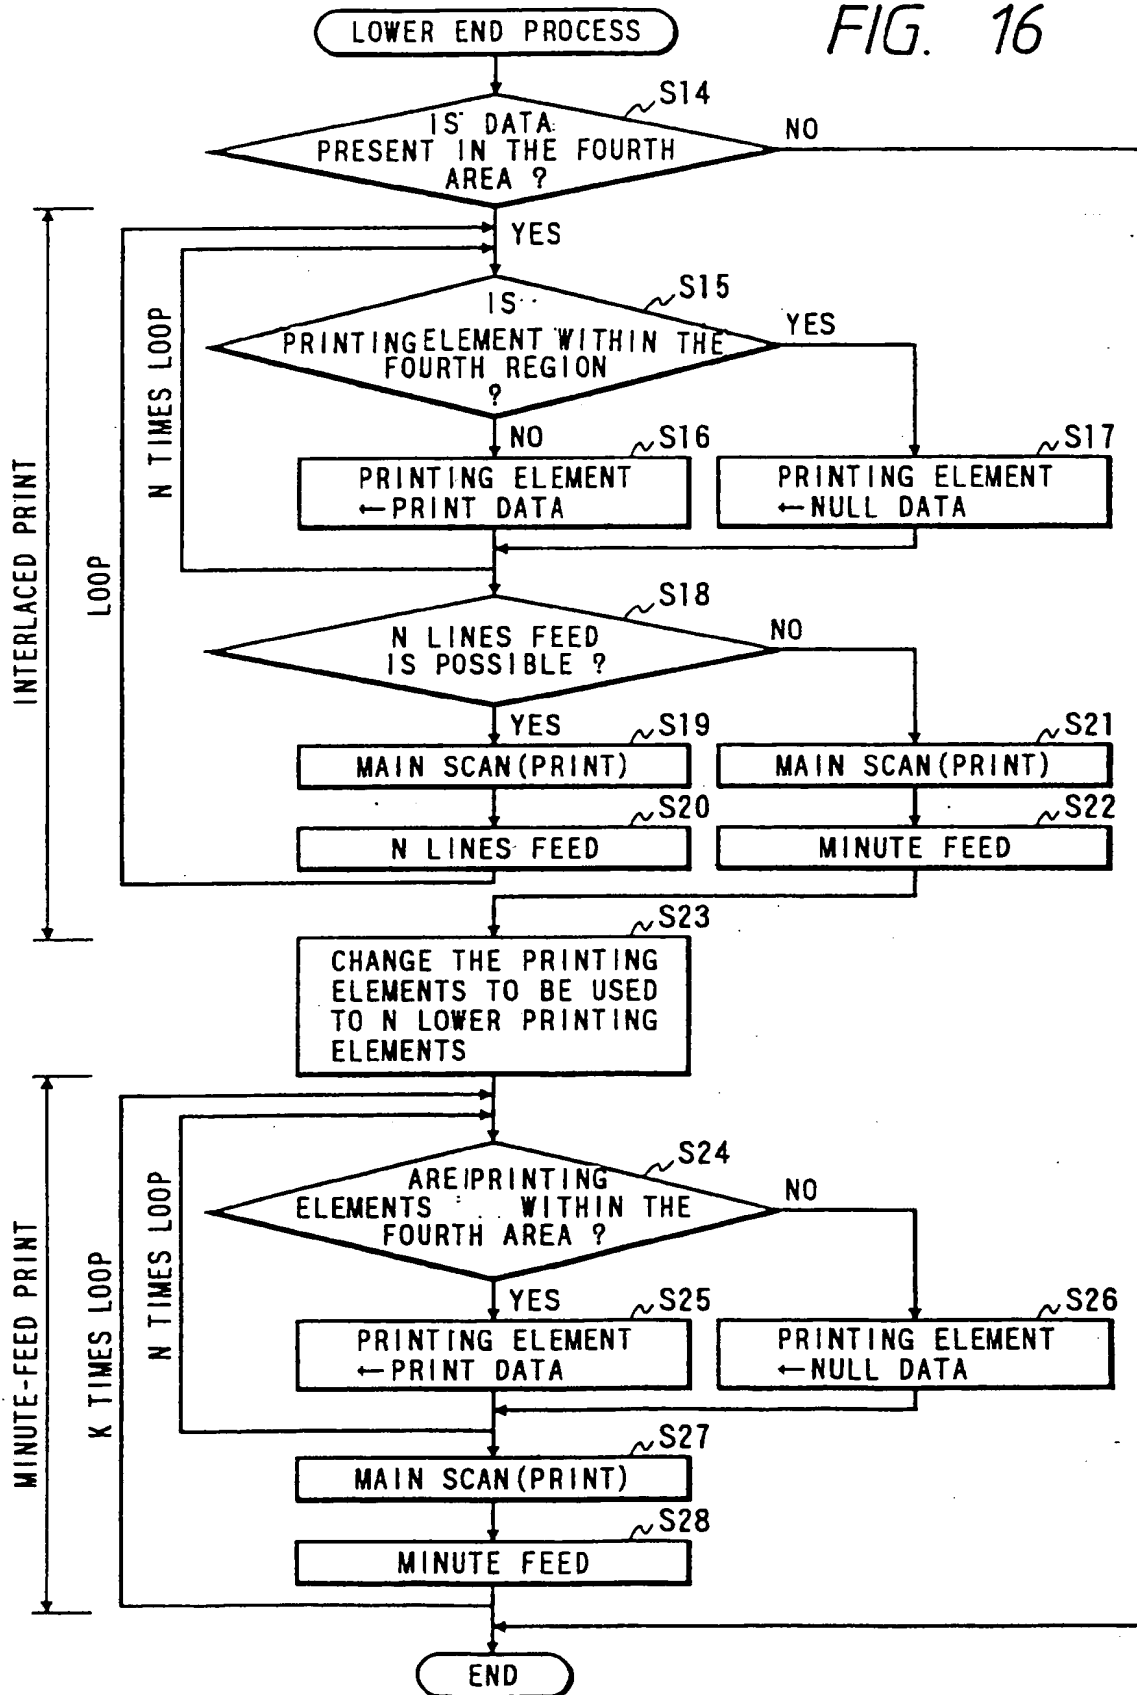 FIG. 16
LOWER END PROCESS
S14
IS DATA
PRESENT IN THE FOURTH
AREA ?
NO
YES
S15
IS
PRINTING ELEMENT WITHIN THE
FOURTH REGION
?
YES
NO
S16
PRINTING ELEMENT
←PRINT DATA
S17
PRINTING ELEMENT
←NULL DATA
N TIMES LOOP
LOOP
INTERLACED PRINT
S18
N LINES FEED
IS POSSIBLE ?
NO
YES
S19
MAIN SCAN(PRINT)
S21
MAIN SCAN(PRINT)
S20
N LINES FEED
S22
MINUTE FEED
S23
CHANGE THE PRINTING
ELEMENTS TO BE USED
TO N LOWER PRINTING
ELEMENTS
S24
ARE PRINTING
ELEMENTS WITHIN THE
FOURTH AREA ?
NO
YES
S25
PRINTING ELEMENT
←PRINT DATA
S26
PRINTING ELEMENT
←NULL DATA
N TIMES LOOP
K TIMES LOOP
MINUTE-FEED PRINT
S27
MAIN SCAN(PRINT)
S28
MINUTE FEED
END